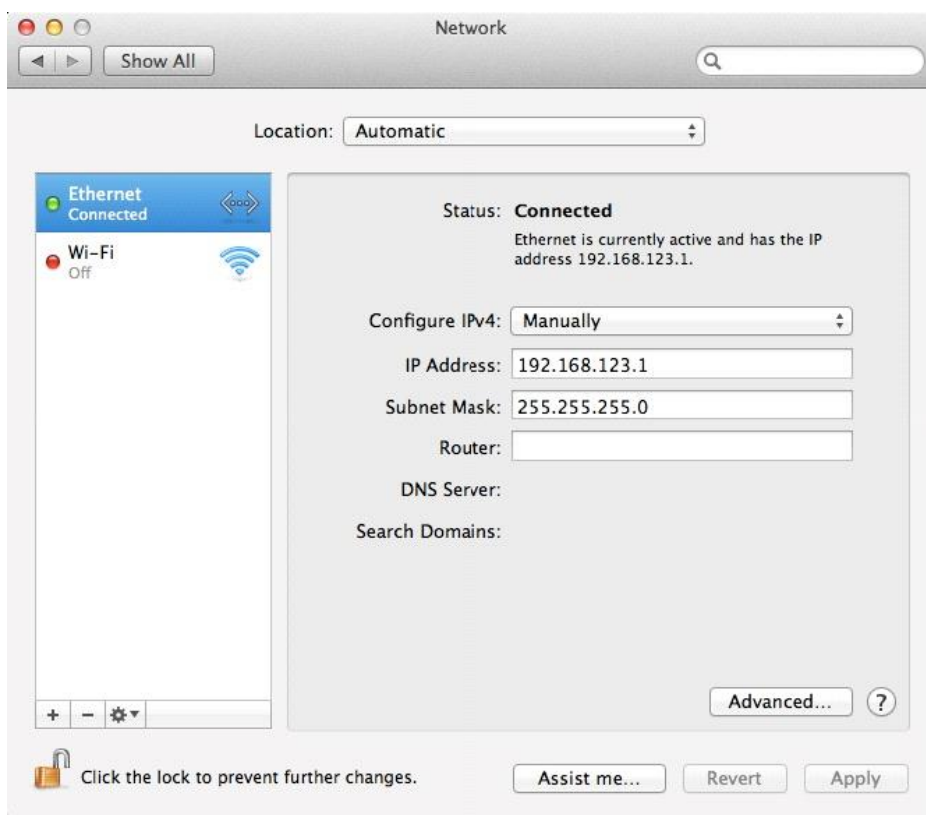 Network
Show All
Location: Automatic
Ethernet
Connected
Wi-Fi
Off
Status: Connected
Ethernet is currently active and has the IP
address 192.168.123.1.
Configure IPv4: Manually
IP Address: 192.168.123.1
Subnet Mask: 255.255.255.0
Router:
DNS Server:
Search Domains:
Advanced... ?
Click the lock to prevent further changes.
Assist me... Revert Apply